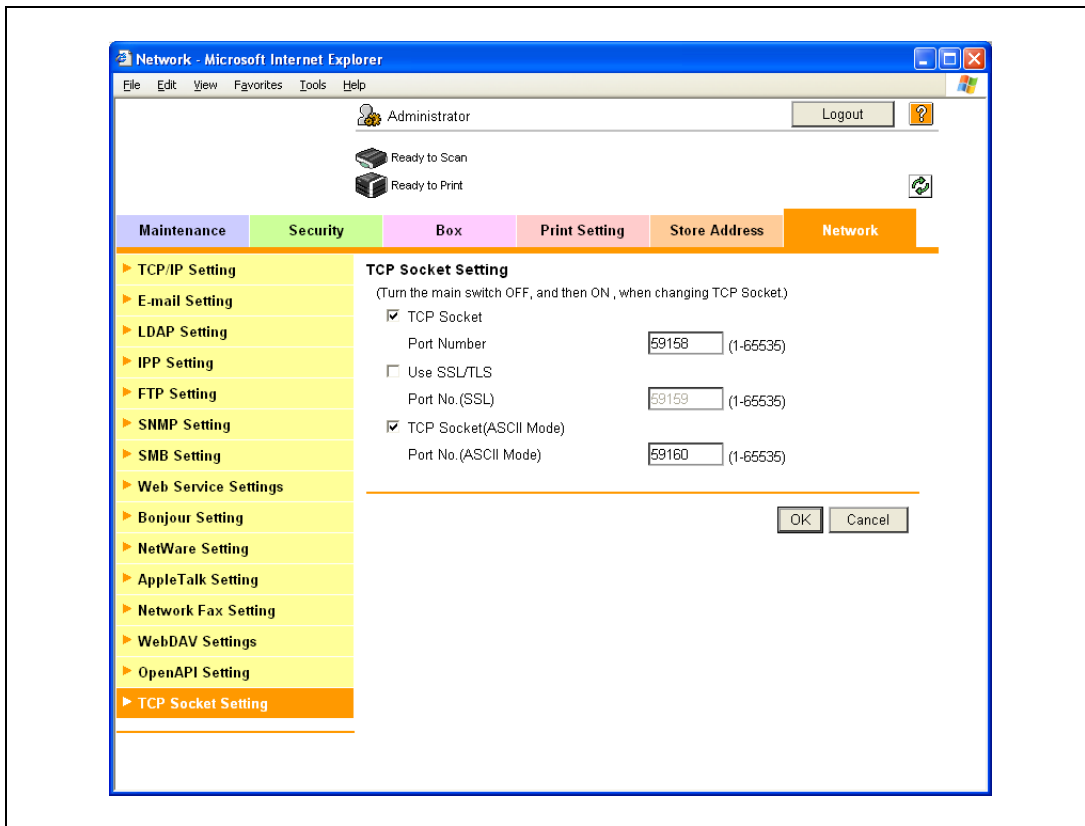 Network - Microsoft Internet Explorer
File Edit View Favorites Tools Help
Administrator
Logout
?
Ready to Scan
Ready to Print
Maintenance Security Box Print Setting Store Address Network
TCP/IP Setting
E-mail Setting
LDAP Setting
IPP Setting
FTP Setting
SNMP Setting
SMB Setting
Web Service Settings
Bonjour Setting
NetWare Setting
AppleTalk Setting
Network Fax Setting
WebDAV Settings
OpenAPI Setting
TCP Socket Setting
TCP Socket Setting
(Turn the main switch OFF, and then ON , when changing TCP Socket.)
TCP Socket
Port Number 59158 (1-65535)
Use SSL/TLS
Port No.(SSL) 59159 (1-65535)
TCP Socket(ASCII Mode)
Port No.(ASCII Mode) 59160 (1-65535)
OK Cancel